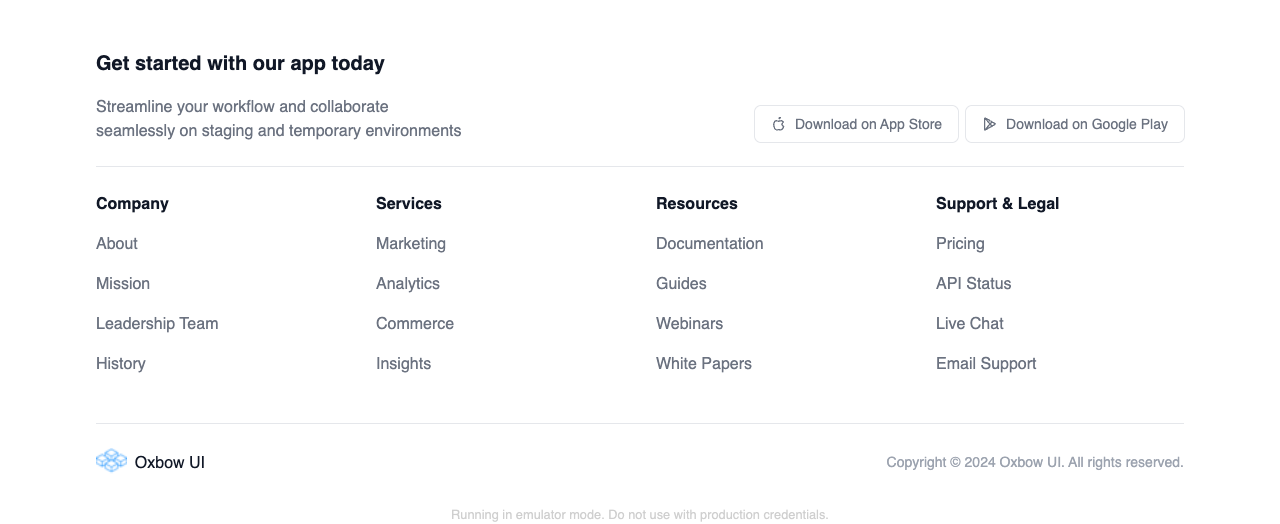 Get started with our app today
Streamline your workflow and collaborate
seamlessly on staging and temporary environments
Download on App Store
Download on Google Play
Company
About
Mission
Leadership Team
History
Services
Marketing
Analytics
Commerce
Insights
Resources
Documentation
Guides
Webinars
White Papers
Support & Legal
Pricing
API Status
Live Chat
Email Support
Oxbow UI
Copyright © 2024 Oxbow UI. All rights reserved.
Running in emulator mode. Do not use with production credentials.